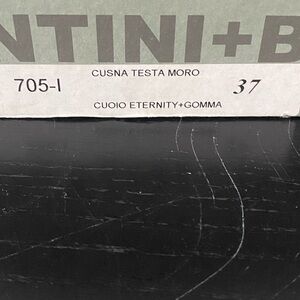 NTINI+B
CUSNA TESTA MORO
705-I 37
CUOIO ETERNITY+GOMMA